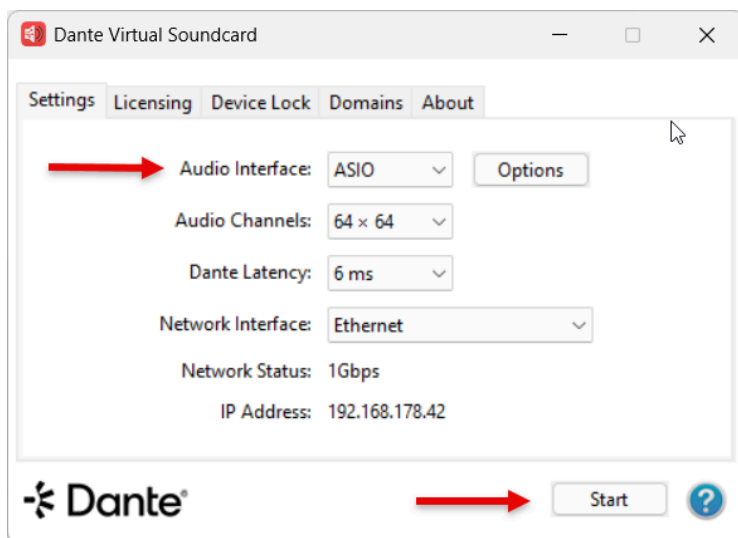 Dante Virtual Soundcard
Settings Licensing Device Lock Domains About
Audio Interface: ASIO Options
Audio Channels: 64 × 64
Dante Latency: 6 ms
Network Interface: Ethernet
Network Status: 1Gbps
IP Address: 192.168.178.42
Dante® Start ?